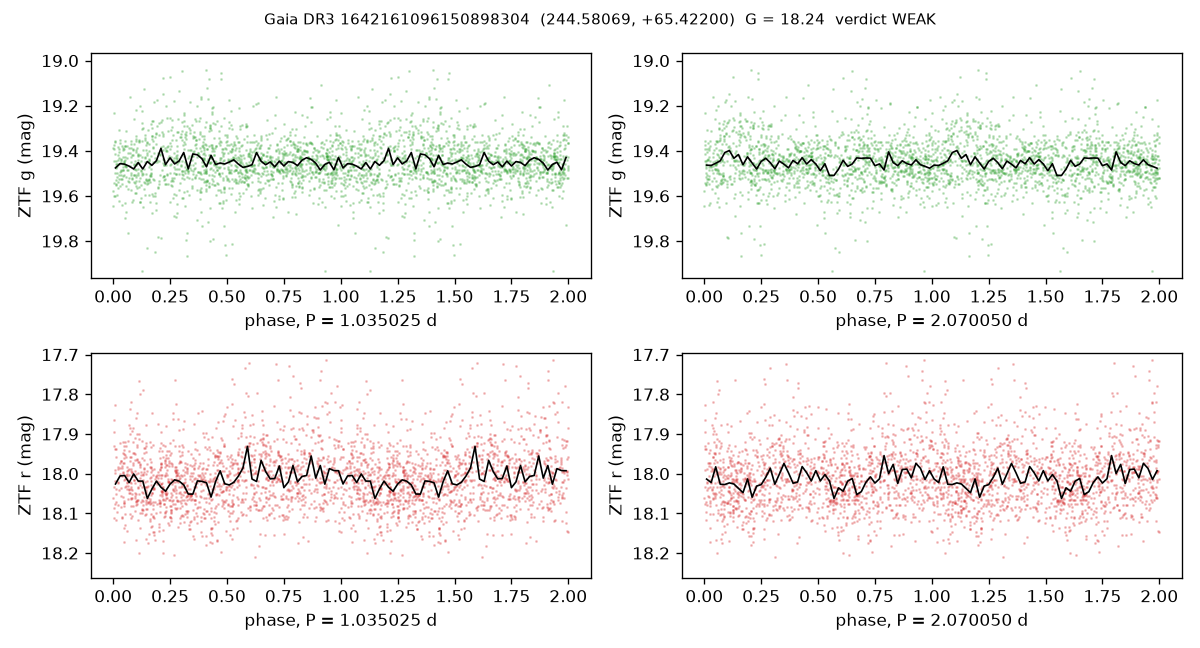 Gaia DR3 1642161096150898304 (244.58069, +65.42200) G = 18.24 verdict WEAK
ZTF g (mag)
19.0
19.2
19.4
19.6
19.8
0.00 0.25 0.50 0.75 1.00 1.25 1.50 1.75 2.00
phase, P = 1.035025 d
ZTF g (mag)
19.0
19.2
19.4
19.6
19.8
0.00 0.25 0.50 0.75 1.00 1.25 1.50 1.75 2.00
phase, P = 2.070050 d
ZTF r (mag)
17.7
17.8
17.9
18.0
18.1
18.2
0.00 0.25 0.50 0.75 1.00 1.25 1.50 1.75 2.00
phase, P = 1.035025 d
ZTF r (mag)
17.7
17.8
17.9
18.0
18.1
18.2
0.00 0.25 0.50 0.75 1.00 1.25 1.50 1.75 2.00
phase, P = 2.070050 d